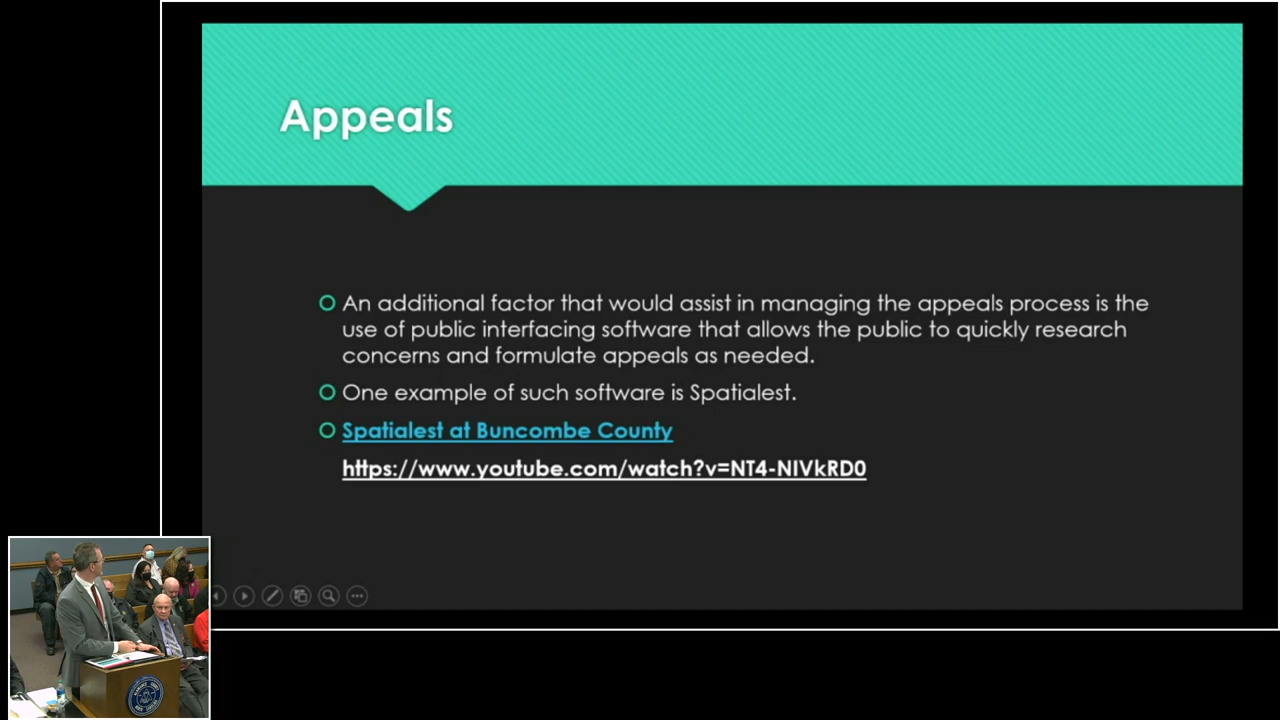 Appeals
An additional factor that would assist in managing the appeals process is the
use of public interfacing software that allows the public to quickly research
concerns and formulate appeals as needed.
One example of such software is Spatialest.
Spatialest at Buncombe County
https://www.youtube.com/watch?v=NT4-NIVkRD0